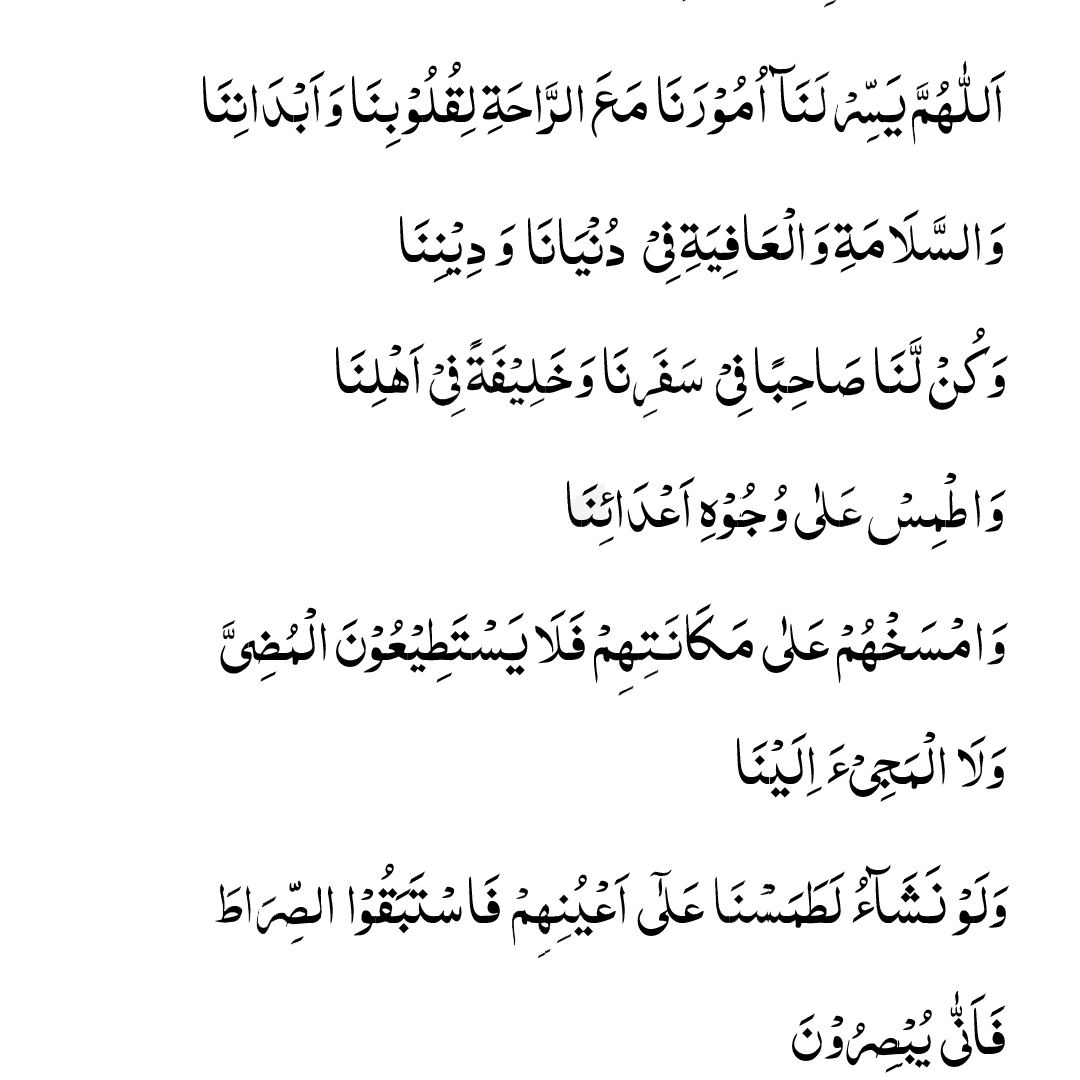 اَللّٰهُمَّ يَسِّرْ لَنَآ اُمُوْرَنَا مَعَ الرَّاحَةِ لِقُلُوْبِنَا وَاَبْدَانِنَا
وَالسَّلَامَةِ وَالْعَافِيَةِ فِىْ دُنْيَانَا وَ دِيْنِنَا
وَكُنْ لَّنَا صَاحِبًا فِىْ سَفَرِنَا وَخَلِيْفَةً فِىْ اَهْلِنَا
وَاطْمِسْ عَلٰى وُجُوْهِ اَعْدَائِنَا
وَامْسَخْهُمْ عَلٰى مَكَانَتِهِمْ فَلَا يَسْتَطِيْعُوْنَ الْمُضِىَّ
وَلَا الْمَجِىْءَ اِلَيْنَا
وَلَوْ نَشَآءُ لَطَمَسْنَا عَلٰٓى اَعْيُنِهِمْ فَاسْتَبَقُوْا الصِّرَاطَ
فَاَنّٰى يُبْصِرُوْنَ